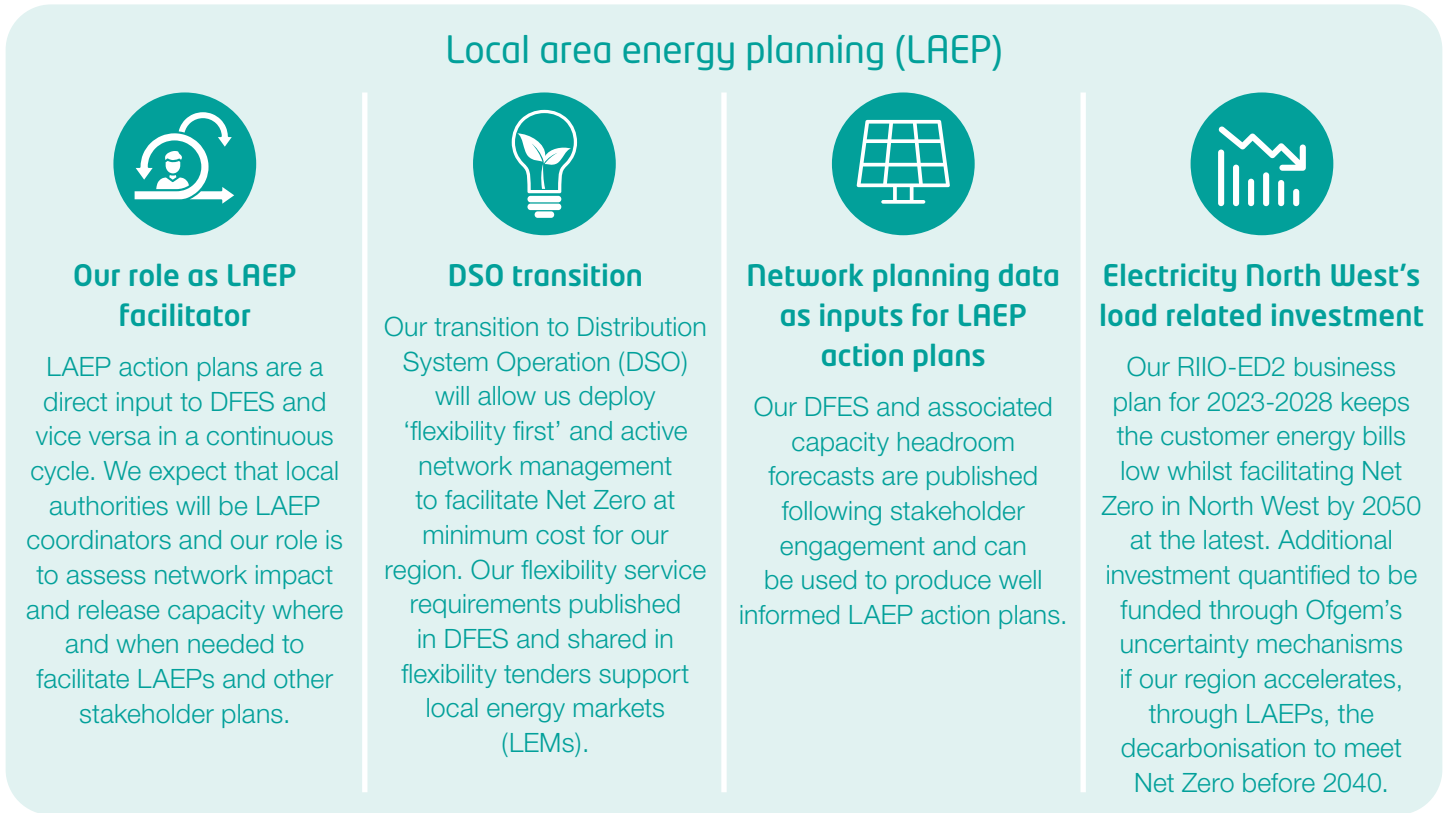 Local area energy planning (LAEP)
Our role as LAEP
facilitator
LAEP action plans are a
direct input to DFES and
vice versa in a continuous
cycle. We expect that local
authorities will be LAEP
coordinators and our role is
to assess network impact
and release capacity where
and when needed to
facilitate LAEPs and other
stakeholder plans.
DSO transition
Our transition to Distribution
System Operation (DSO)
will allow us deploy
‘flexibility first’ and active
network management
to facilitate Net Zero at
minimum cost for our
region. Our flexibility service
requirements published
in DFES and shared in
flexibility tenders support
local energy markets
(LEMs).
Network planning data
as inputs for LAEP
action plans
Our DFES and associated
capacity headroom
forecasts are published
following stakeholder
engagement and can
be used to produce well
informed LAEP action plans.
Electricity North West’s
load related investment
Our RIIO-ED2 business
plan for 2023-2028 keeps
the customer energy bills
low whilst facilitating Net
Zero in North West by 2050
at the latest. Additional
investment quantified to be
funded through Ofgem’s
uncertainty mechanisms
if our region accelerates,
through LAEPs, the
decarbonisation to meet
Net Zero before 2040.